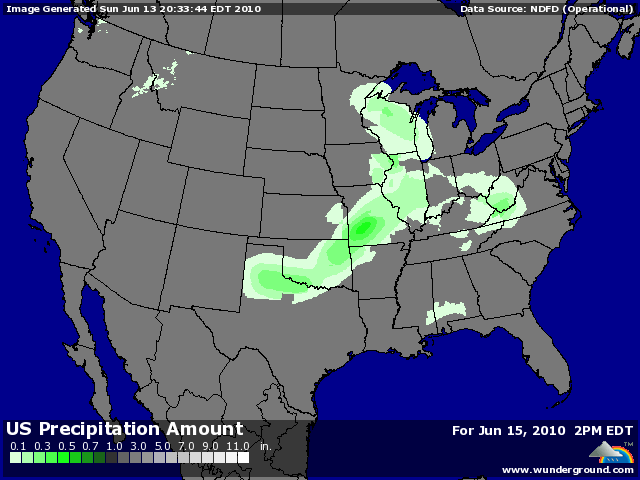 Image Generated Sun Jun 13 20:33:44 EDT 2010 Data Source: NDFD (Operational)
US Precipitation Amount
For Jun 15, 2010 2PM EDT
0.1 0.3 0.5 0.7 1.0 3.0 5.0 7.0 9.0 11.0 in.
www.wunderground.com